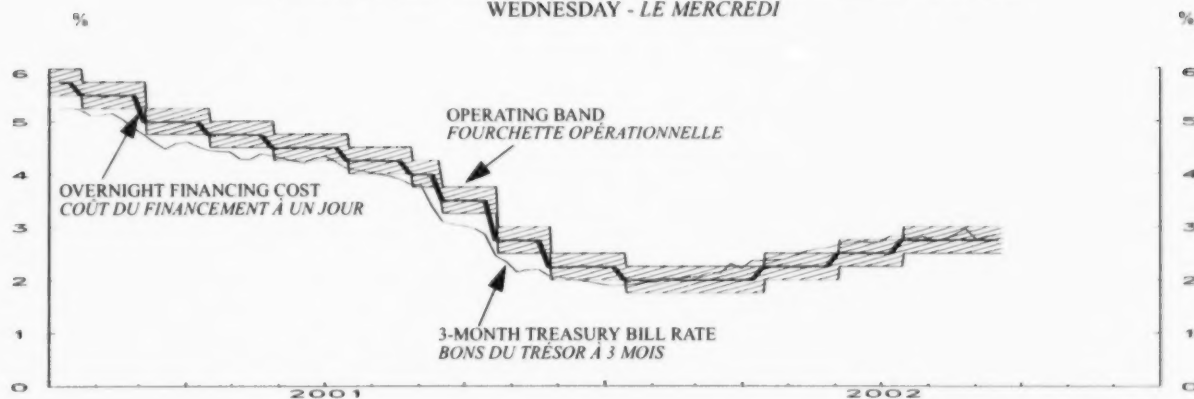 WEDNESDAY - LE MERCREDI
% %
6 6
5 5
4 4
3 3
2 2
1 1
0 0
OPERATING BAND
FOURCHETTE OPÉRATIONNELLE
OVERNIGHT FINANCING COST
COÛT DU FINANCEMENT À UN JOUR
3-MONTH TREASURY BILL RATE
BONS DU TRÉSOR À 3 MOIS
2001 2002